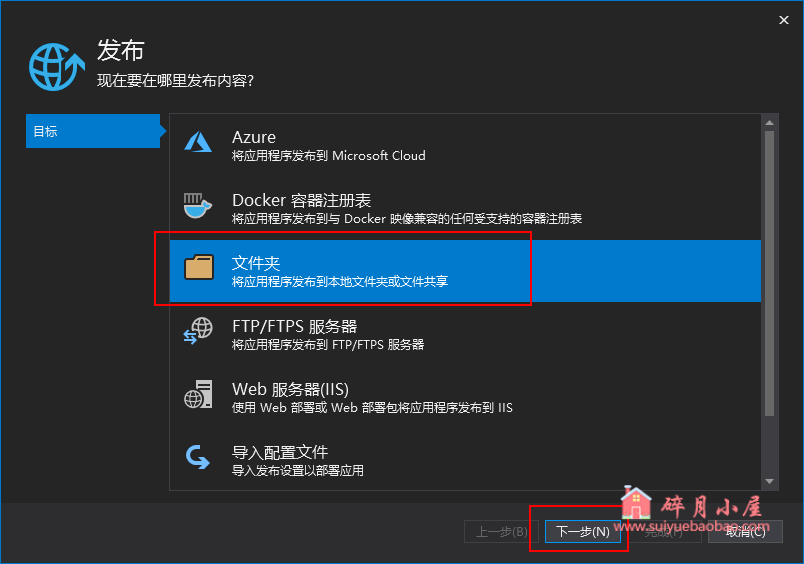 发布
现在要在哪里发布内容?
目标
Azure
将应用程序发布到 Microsoft Cloud
Docker 容器注册表
将应用程序发布到与 Docker 映像兼容的任何受支持的容器注册表
文件夹
将应用程序发布到本地文件夹或文件共享
FTP/FTPS 服务器
将应用程序发布到 FTP/FTPS 服务器
Web 服务器(IIS)
使用 Web 部署或 Web 部署包将应用程序发布到 IIS
导入配置文件
导入发布设置以部署应用
碎月小屋
www.suiyuebaobao.com
上一步(B)
下一步(N)
完成(F)
取消(C)